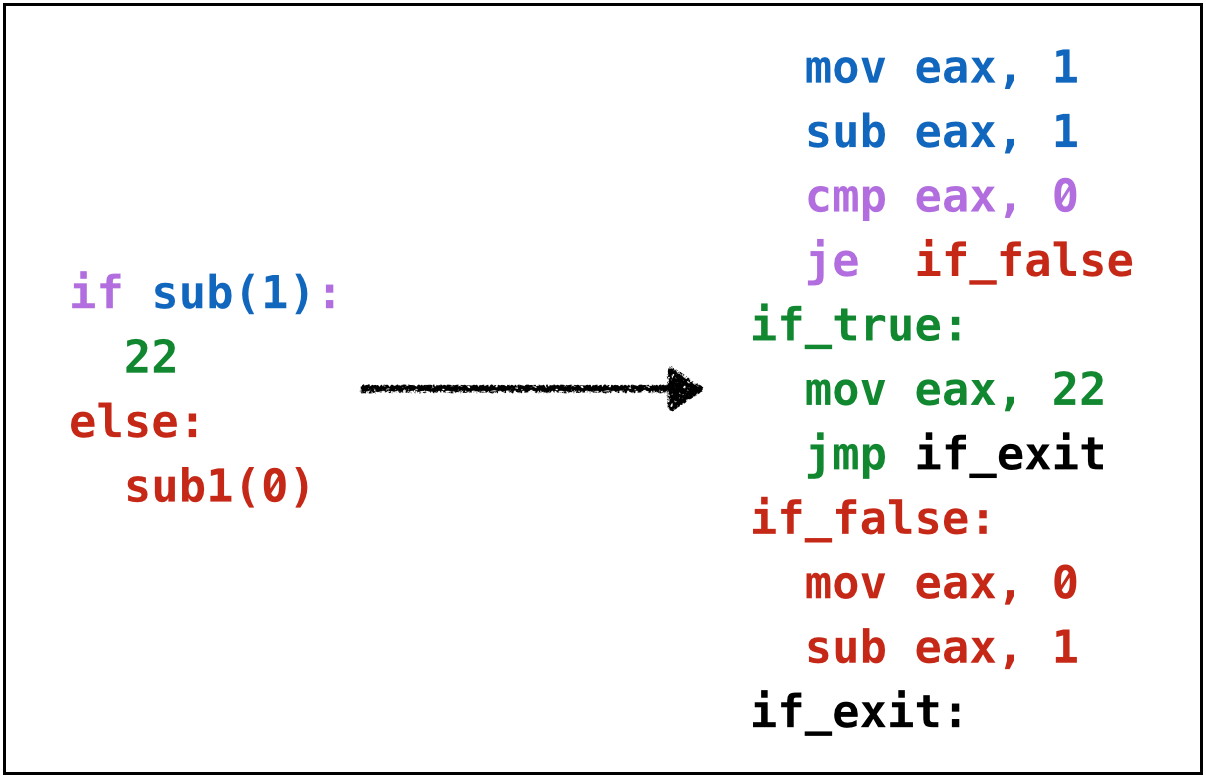 if sub(1):
  22
else:
  sub1(0)
  mov eax, 1
  sub eax, 1
  cmp eax, 0
  je  if_false
if_true:
  mov eax, 22
  jmp if_exit
if_false:
  mov eax, 0
  sub eax, 1
if_exit: